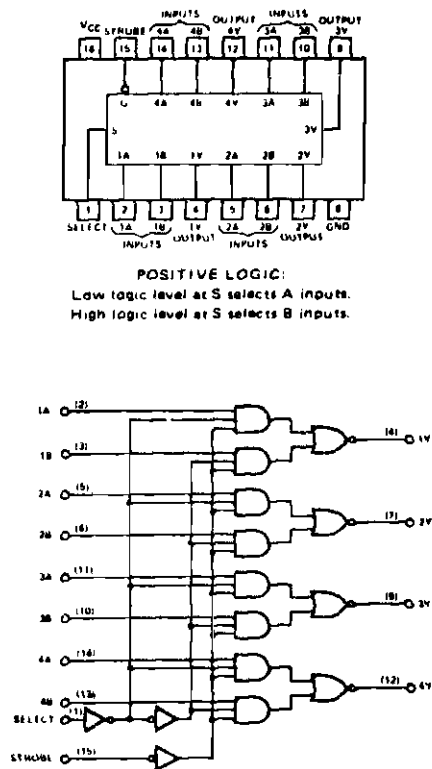 INPUTS OUTPUT INPUTS OUTPUT
VCC STROBE 4A 4B 4Y 3A 3B 3Y
16 15 14 13 12 11 10 9
G 4A 4B 4Y 3A 3B
S 3Y
1A 1B 1Y 2A 2B 2Y
1 2 3 4 5 6 7 8
SELECT 1A 1B 1Y 2A 2B 2Y GND
INPUTS OUTPUT INPUTS OUTPUT
POSITIVE LOGIC:
Low logic level at S selects A inputs.
High logic level at S selects B inputs.
1A (2)
(4) 1Y
1B (3)
2A (5)
(7) 2Y
2B (6)
3A (11)
(9) 3Y
3B (10)
4A (14)
(12) 4Y
4B (13)
SELECT (1)
STROBE (15)